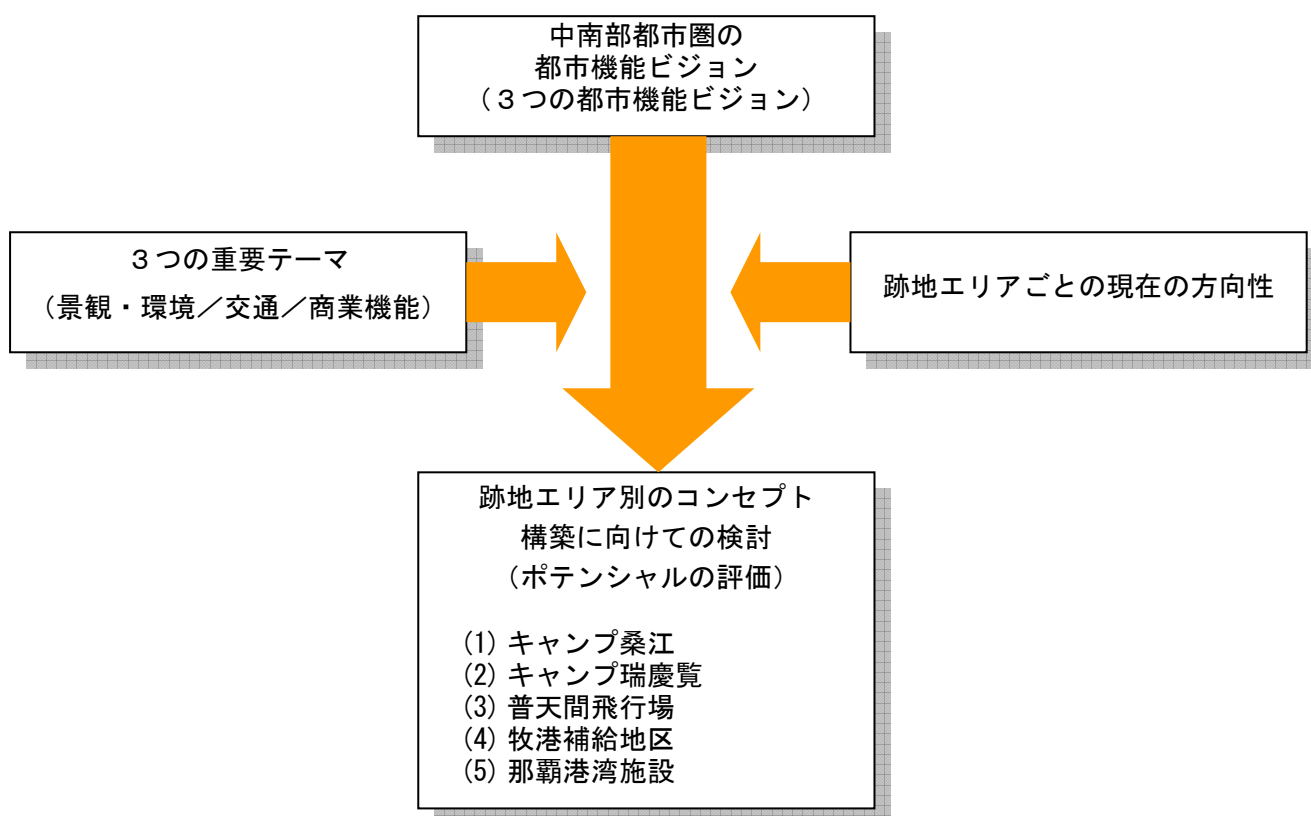 中南部都市圏の
都市機能ビジョン
（３つの都市機能ビジョン）
３つの重要テーマ
（景観・環境／交通／商業機能）
跡地エリアごとの現在の方向性
跡地エリア別のコンセプト
構築に向けての検討
（ポテンシャルの評価）
(1) キャンプ桑江
(2) キャンプ瑞慶覧
(3) 普天間飛行場
(4) 牧港補給地区
(5) 那覇港湾施設